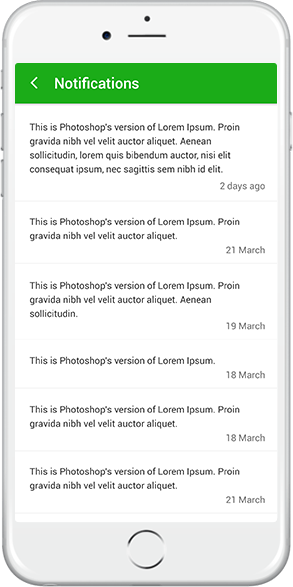 Notifications
This is Photoshop's version of Lorem Ipsum. Proin
gravida nibh vel velit auctor aliquet. Aenean
sollicitudin, lorem quis bibendum auctor, nisi elit
consequat ipsum, nec sagittis sem nibh id elit.
2 days ago
This is Photoshop's version of Lorem Ipsum. Proin
gravida nibh vel velit auctor aliquet.
21 March
This is Photoshop's version of Lorem Ipsum. Proin
gravida nibh vel velit auctor aliquet. Aenean
sollicitudin.
19 March
This is Photoshop's version of Lorem Ipsum.
18 March
This is Photoshop's version of Lorem Ipsum. Proin
gravida nibh vel velit auctor aliquet.
18 March
This is Photoshop's version of Lorem Ipsum. Proin
gravida nibh vel velit auctor aliquet.
21 March